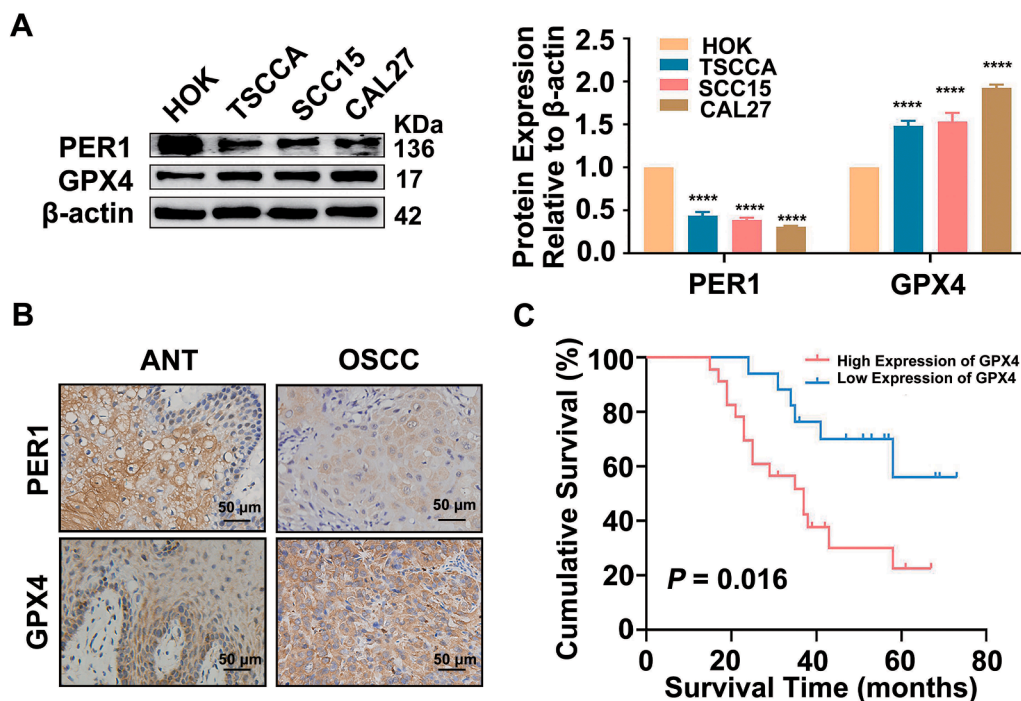 A
HOK
TSCCA
SCC15
CAL27
KDa
PER1
136
GPX4
17
β-actin
42
Protein Expresion
Relative to β-actin
2.5
2.0
1.5
1.0
0.5
0.0
HOK
TSCCA
SCC15
CAL27
****
****
****
****
****
****
PER1
GPX4
B
ANT
OSCC
PER1
50 µm
50 µm
GPX4
50 µm
50 µm
C
Cumulative Survival (%)
100
80
60
40
20
0
High Expression of GPX4
Low Expression of GPX4
P = 0.016
0
20
40
60
80
Survival Time (months)